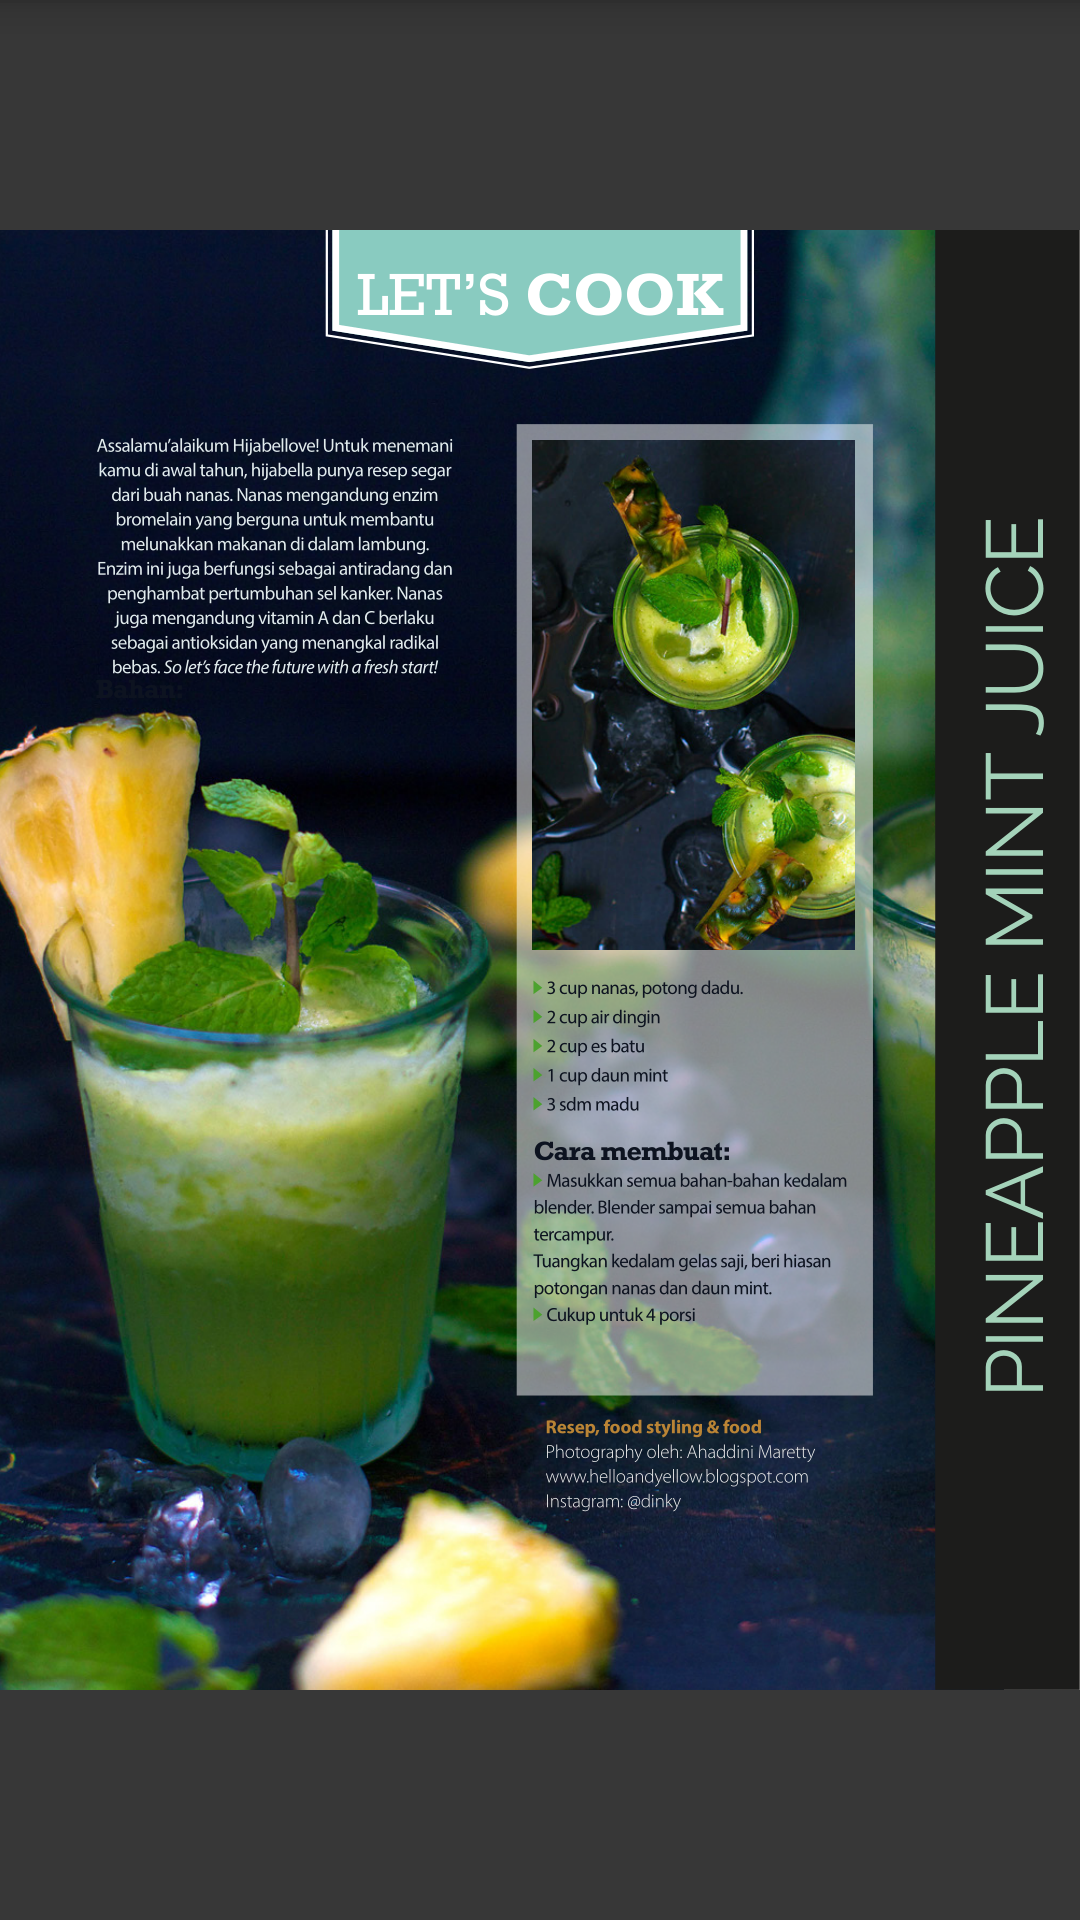 LET'S COOK
Assalamu'alaikum Hijabellove! Untuk menemani
kamu di awal tahun, hijabella punya resep segar
dari buah nanas. Nanas mengandung enzim
bromelain yang berguna untuk membantu
melunakkan makanan di dalam lambung.
Enzim ini juga berfungsi sebagai antiradang dan
penghambat pertumbuhan sel kanker. Nanas
juga mengandung vitamin A dan C berlaku
sebagai antioksidan yang menangkal radikal
bebas. So let's face the future with a fresh start!
Bahan:
3 cup nanas, potong dadu.
2 cup air dingin
2 cup es batu
1 cup daun mint
3 sdm madu
Cara membuat:
Masukkan semua bahan-bahan kedalam
blender. Blender sampai semua bahan
tercampur.
Tuangkan kedalam gelas saji, beri hiasan
potongan nanas dan daun mint.
Cukup untuk 4 porsi
Resep, food styling & food
Photography oleh: Ahaddini Maretty
www.helloandyellow.blogspot.com
Instagram: @dinky
PINEAPPLE MINT JUICE